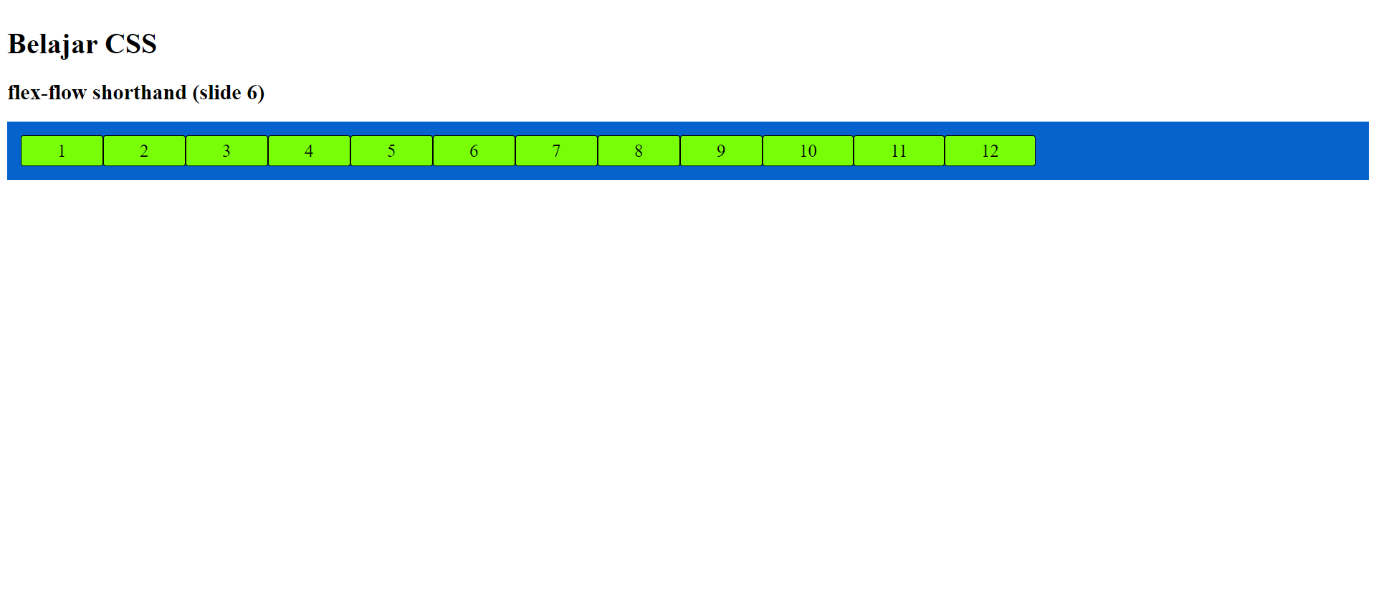 Belajar CSS
flex-flow shorthand (slide 6)
1 2 3 4 5 6 7 8 9 10 11 12